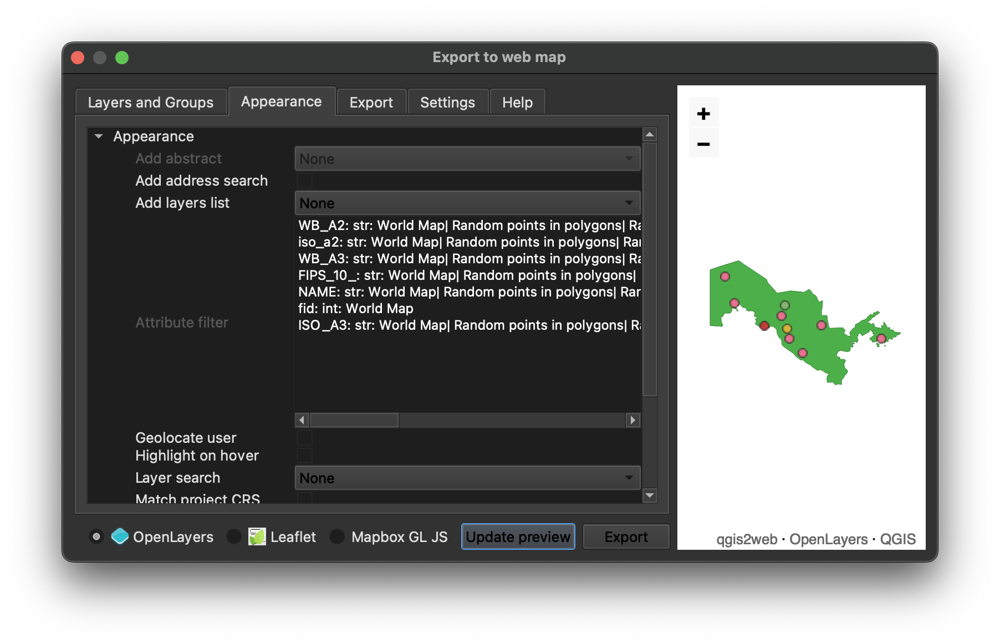 Export to web map
Layers and Groups
Appearance
Export
Settings
Help
Appearance
Add abstract
None
Add address search
Add layers list
None
WB_A2: str: World Map| Random points in polygons| Ra
iso_a2: str: World Map| Random points in polygons| Rar
WB_A3: str: World Map| Random points in polygons| Ra
FIPS_10_: str: World Map| Random points in polygons|
NAME: str: World Map| Random points in polygons| Rar
fid: int: World Map
Attribute filter
ISO_A3: str: World Map| Random points in polygons| Ra
Geolocate user
Highlight on hover
Layer search
None
Match project CRS
OpenLayers
Leaflet
Mapbox GL JS
Update preview
Export
+
−
qgis2web · OpenLayers · QGIS